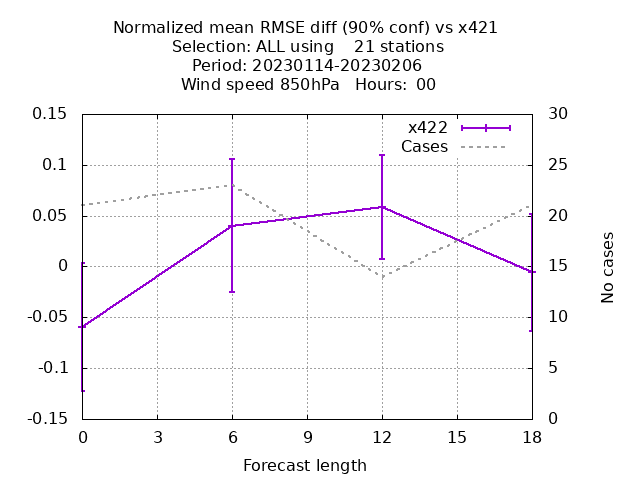 Normalized mean RMSE diff (90% conf) vs x421
Selection: ALL using    21 stations
Period: 20230114-20230206
Wind speed 850hPa   Hours:  00
x422
Cases
0.15
0.1
0.05
0
-0.05
-0.1
-0.15
30
25
20
15
10
5
0
No cases
0 3 6 9 12 15 18
Forecast length